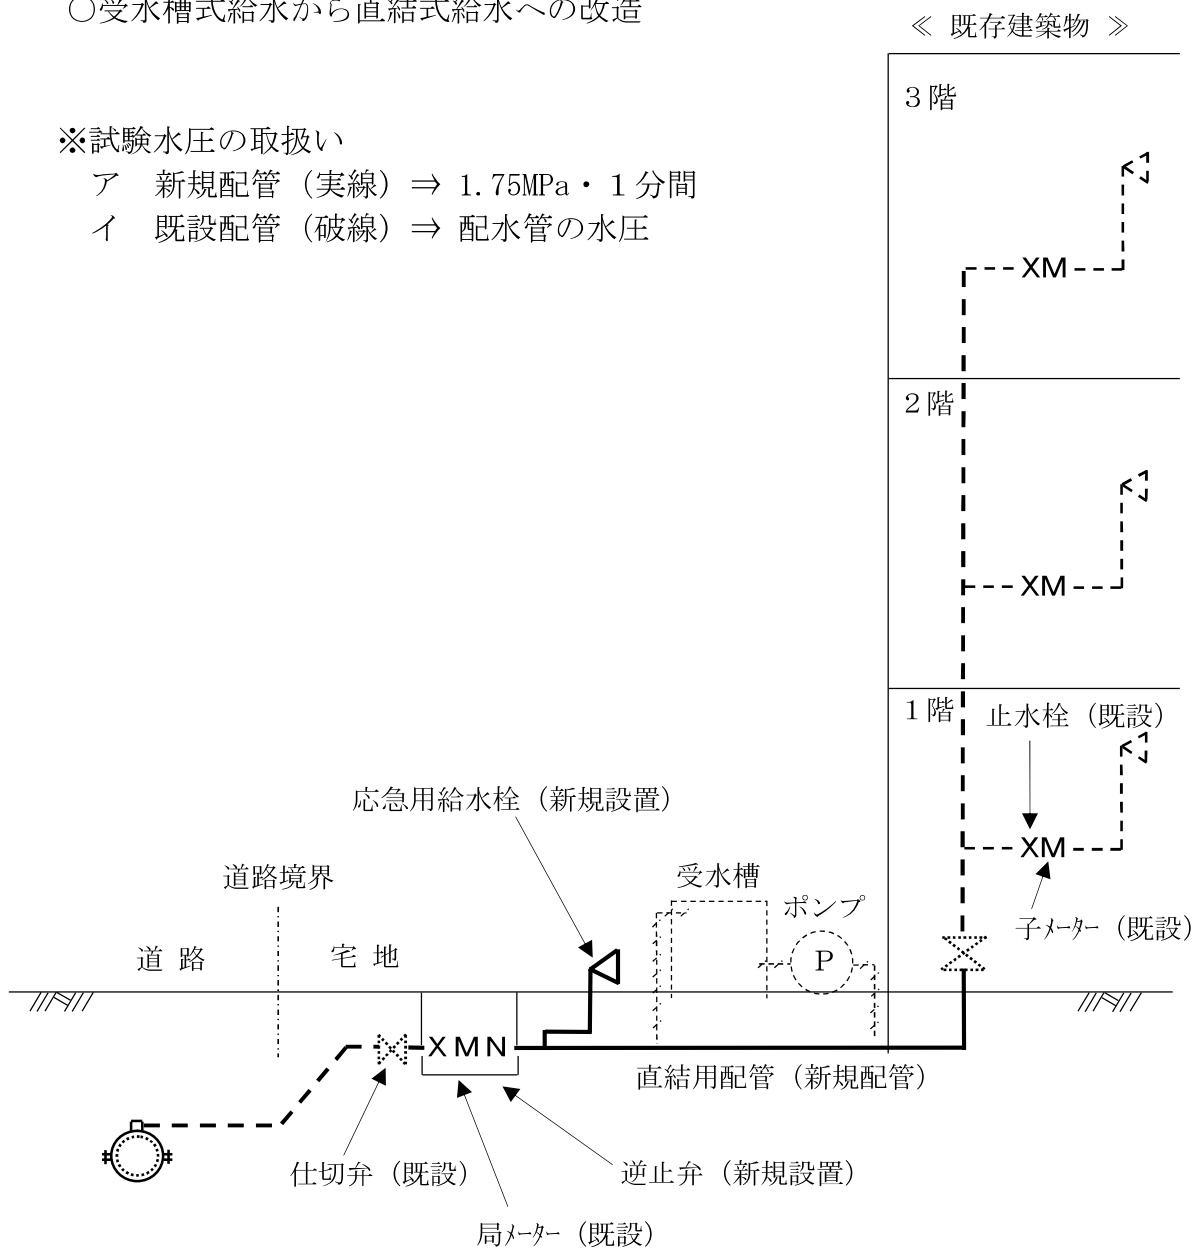 ○受水槽式給水から直結式給水への改造
≪ 既存建築物 ≫
※試験水圧の取扱い
ア 新規配管（実線）⇒ 1.75MPa・１分間
イ 既設配管（破線）⇒ 配水管の水圧
３階
XM
２階
XM
１階
止水栓（既設）
XM
子メーター（既設）
応急用給水栓（新規設置）
受水槽
ポンプ
P
道路境界
道 路
宅 地
X M N
直結用配管（新規配管）
仕切弁（既設）
逆止弁（新規設置）
局メーター（既設）